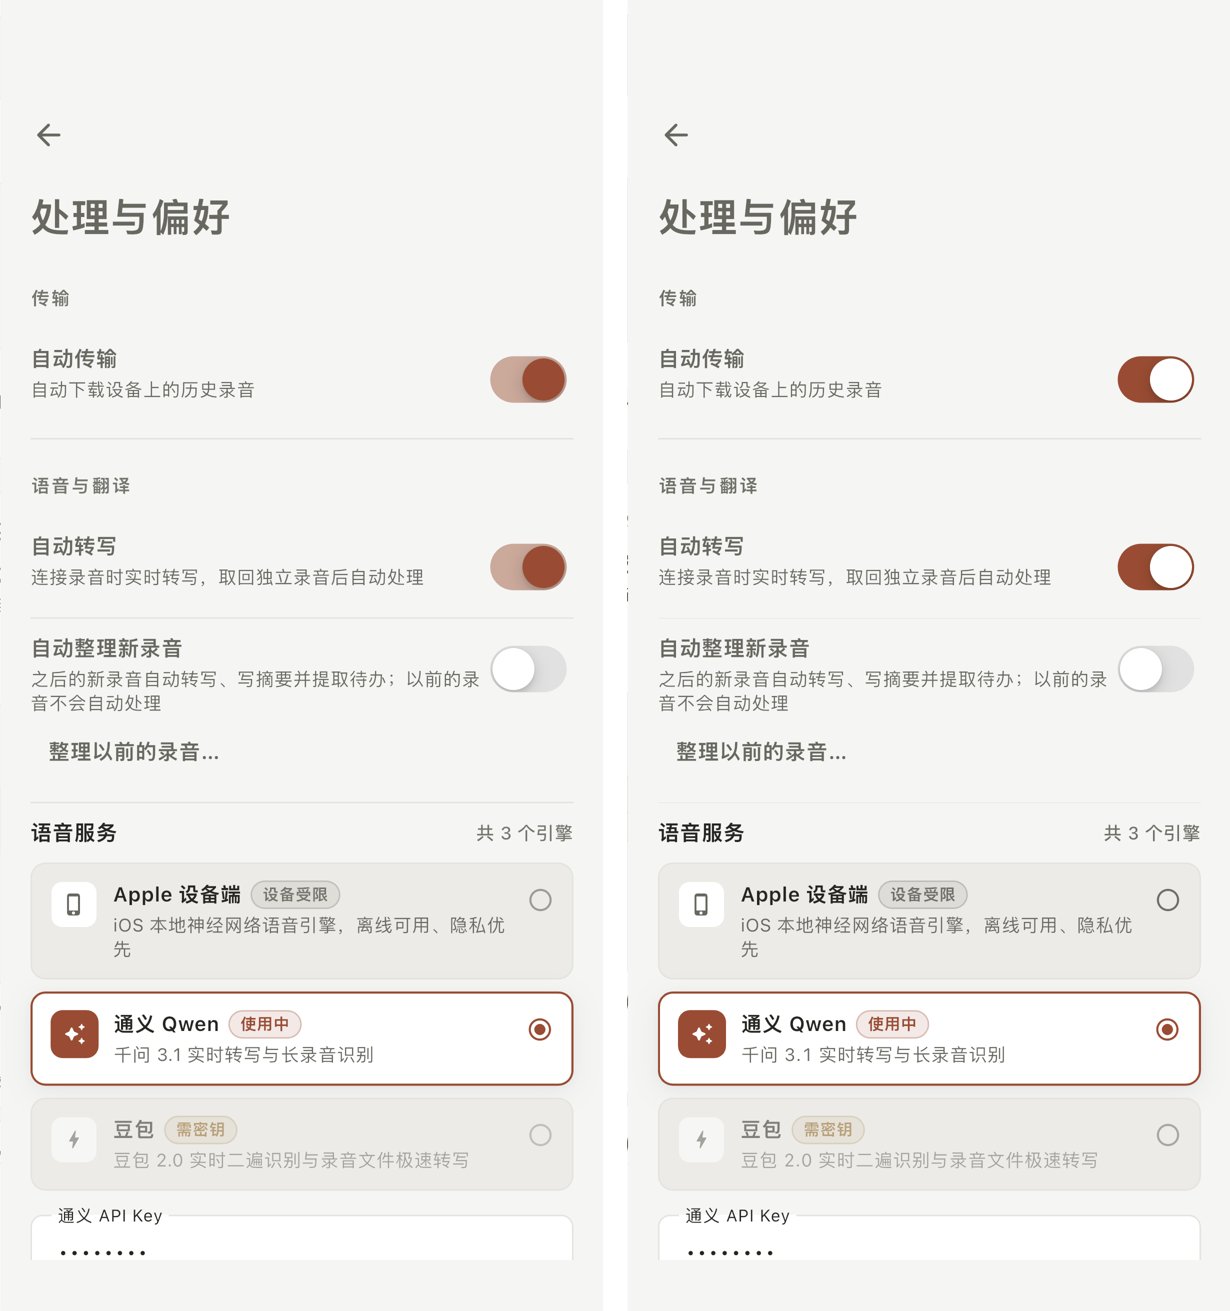 处理与偏好
传输
自动传输
自动下载设备上的历史录音
语音与翻译
自动转写
连接录音时实时转写，取回独立录音后自动处理
自动整理新录音
之后的新录音自动转写、写摘要并提取待办；以前的录
音不会自动处理
整理以前的录音...
语音服务 共 3 个引擎
Apple 设备端 设备受限
iOS 本地神经网络语音引擎，离线可用、隐私优
先
通义 Qwen 使用中
千问 3.1 实时转写与长录音识别
豆包 需密钥
豆包 2.0 实时二遍识别与录音文件极速转写
通义 API Key
••••••••
处理与偏好
传输
自动传输
自动下载设备上的历史录音
语音与翻译
自动转写
连接录音时实时转写，取回独立录音后自动处理
自动整理新录音
之后的新录音自动转写、写摘要并提取待办；以前的录
音不会自动处理
整理以前的录音...
语音服务 共 3 个引擎
Apple 设备端 设备受限
iOS 本地神经网络语音引擎，离线可用、隐私优
先
通义 Qwen 使用中
千问 3.1 实时转写与长录音识别
豆包 需密钥
豆包 2.0 实时二遍识别与录音文件极速转写
通义 API Key
••••••••